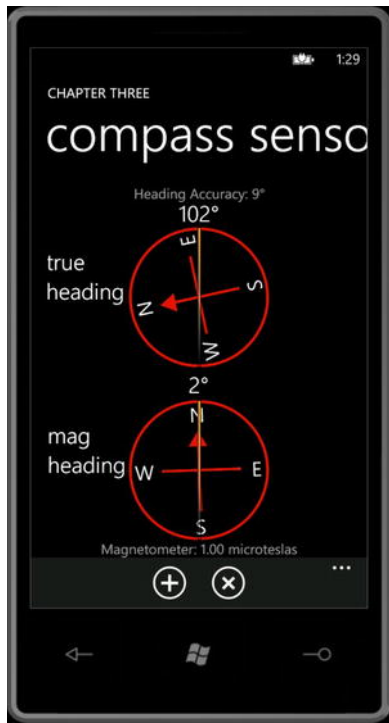 1:29
CHAPTER THREE
compass senso
Heading Accuracy: 9°
102°
E
true
heading
N
S
W
2°
N
mag
heading
W
E
S
Magnetometer: 1.00 microteslas